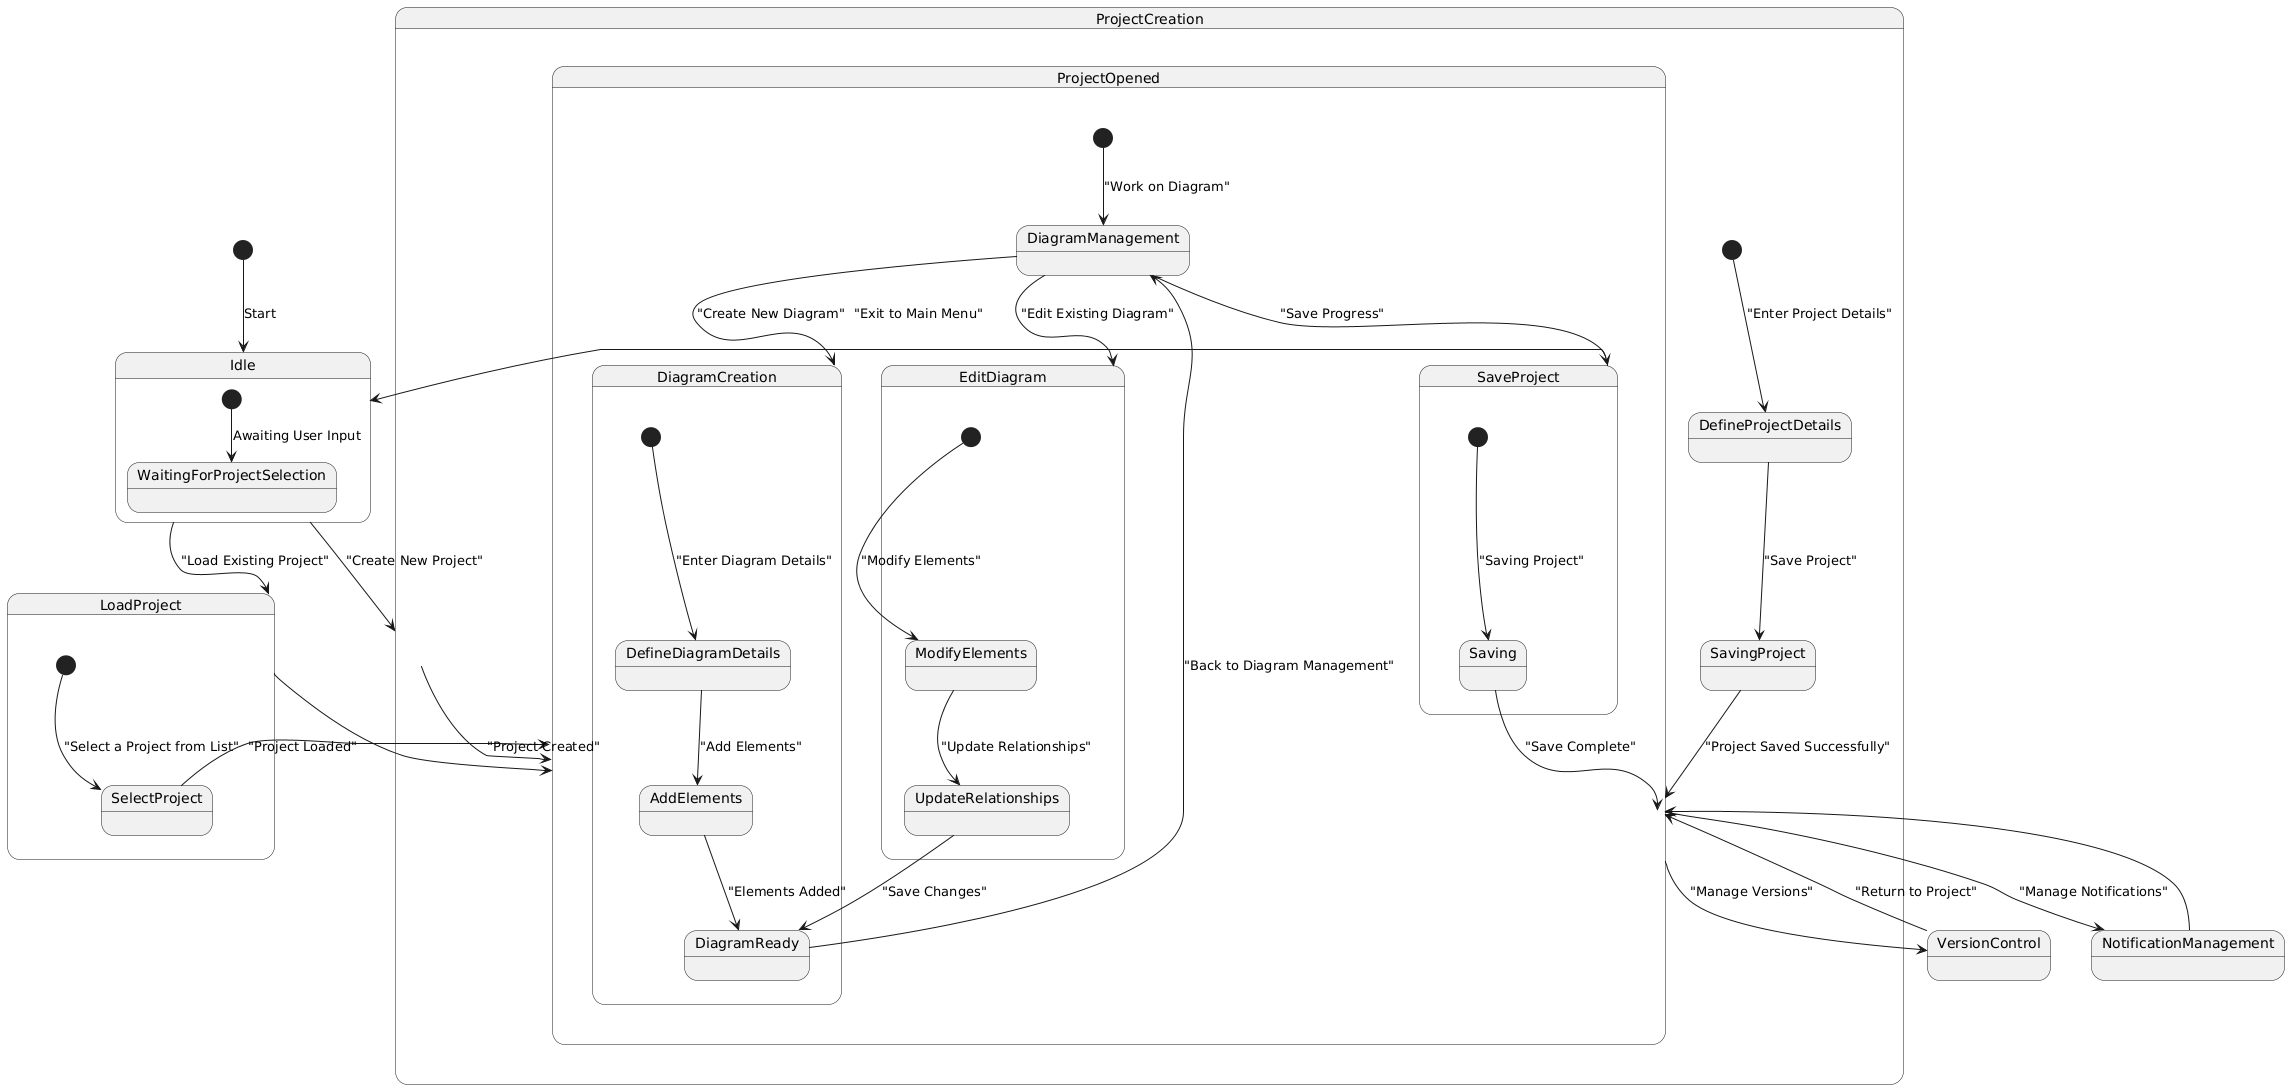 ProjectCreation
ProjectOpened
"Work on Diagram"
DiagramManagement
Start
"Enter Project Details"
"Create New Diagram"
"Exit to Main Menu"
"Edit Existing Diagram"
"Save Progress"
Idle
DiagramCreation
EditDiagram
SaveProject
Awaiting User Input
DefineProjectDetails
WaitingForProjectSelection
"Load Existing Project"
"Create New Project"
"Enter Diagram Details"
"Modify Elements"
"Saving Project"
"Save Project"
LoadProject
DefineDiagramDetails
ModifyElements
Saving
SavingProject
"Back to Diagram Management"
"Select a Project from List"
"Project Loaded"
"Project Created"
"Add Elements"
"Update Relationships"
"Save Complete"
"Project Saved Successfully"
SelectProject
AddElements
UpdateRelationships
"Elements Added"
"Save Changes"
"Manage Versions"
"Return to Project"
"Manage Notifications"
DiagramReady
VersionControl
NotificationManagement